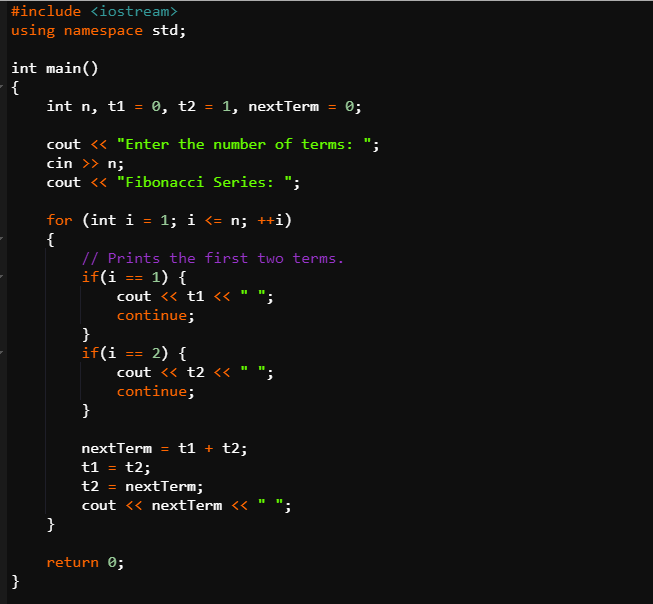 #include <iostream>
using namespace std;
int main()
{
int n, t1 = 0, t2 = 1, nextTerm = 0;
cout << "Enter the number of terms: ";
cin >> n;
cout << "Fibonacci Series: ";
for (int i = 1; i <= n; ++i)
{
// Prints the first two terms.
if(i == 1) {
cout << t1 << " ";
continue;
}
if(i == 2) {
cout << t2 << " ";
continue;
}
nextTerm = t1 + t2;
t1 = t2;
t2 = nextTerm;
cout << nextTerm << " ";
}
return 0;
}